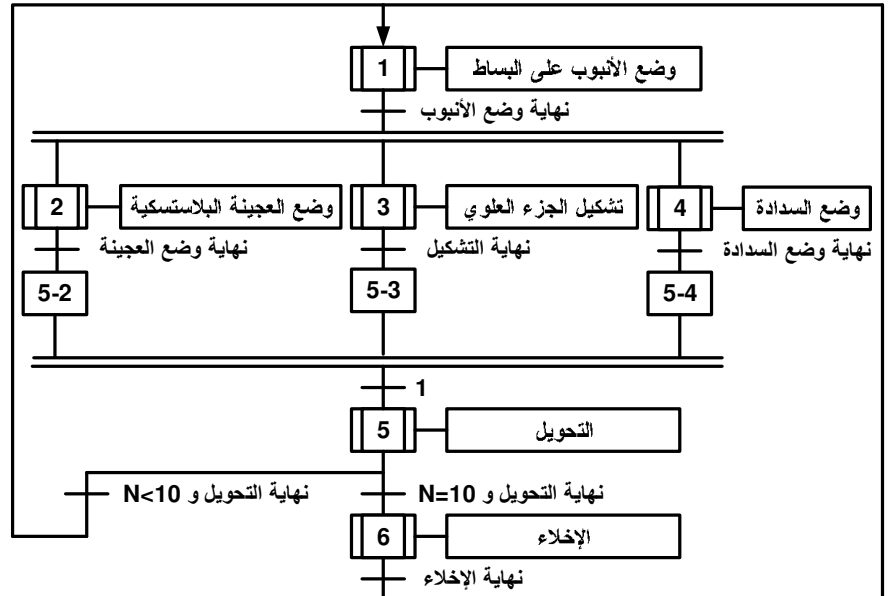 1 وضع الأنبوب على البساط
نهاية وضع الأنبوب
2 وضع العجينة البلاستسكية 3 تشكيل الجزء العلوي 4 وضع السدادة
نهاية وضع العجينة نهاية التشكيل نهاية وضع السدادة
5-2 5-3 5-4
1
5 التحويل
نهاية التحويل و N<10 نهاية التحويل و N=10
6 الإخلاء
نهاية الإخلاء